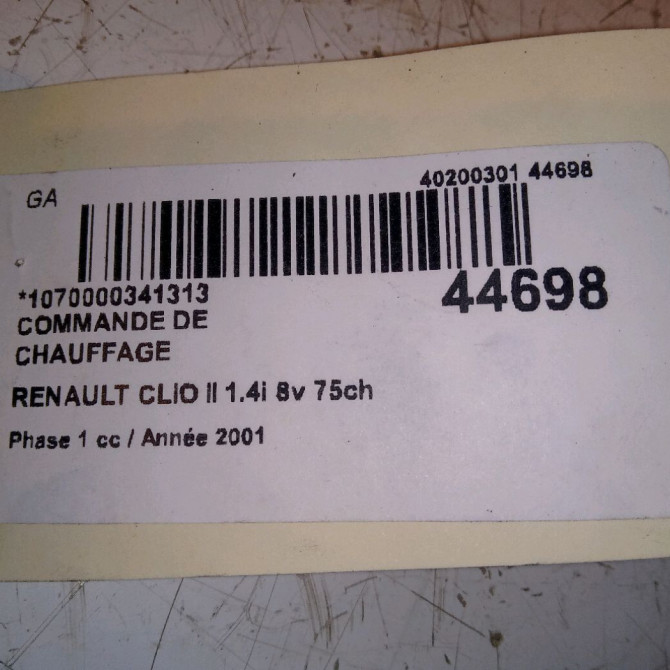 GA
40200301 44698
*1070000341313
44698
COMMANDE DE
CHAUFFAGE
RENAULT CLIO II 1.4i 8v 75ch
Phase 1 cc / Année 2001